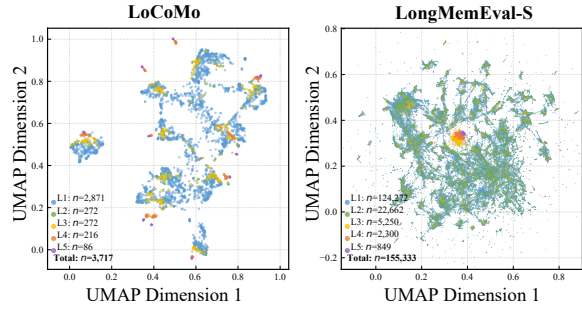 LoCoMo
UMAP Dimension 2
1.0
0.8
0.6
0.4
0.2
0.0
L1: n=2,871
L2: n=272
L3: n=272
L4: n=216
L5: n=86
Total: n=3,717
0.0
0.2
0.4
0.6
0.8
1.0
UMAP Dimension 1
LongMemEval-S
UMAP Dimension 2
0.8
0.6
0.4
0.2
0.0
−0.2
L1: n=124,272
L2: n=22,662
L3: n=5,250
L4: n=2,300
L5: n=849
Total: n=155,333
0.0
0.2
0.4
0.6
0.8
UMAP Dimension 1